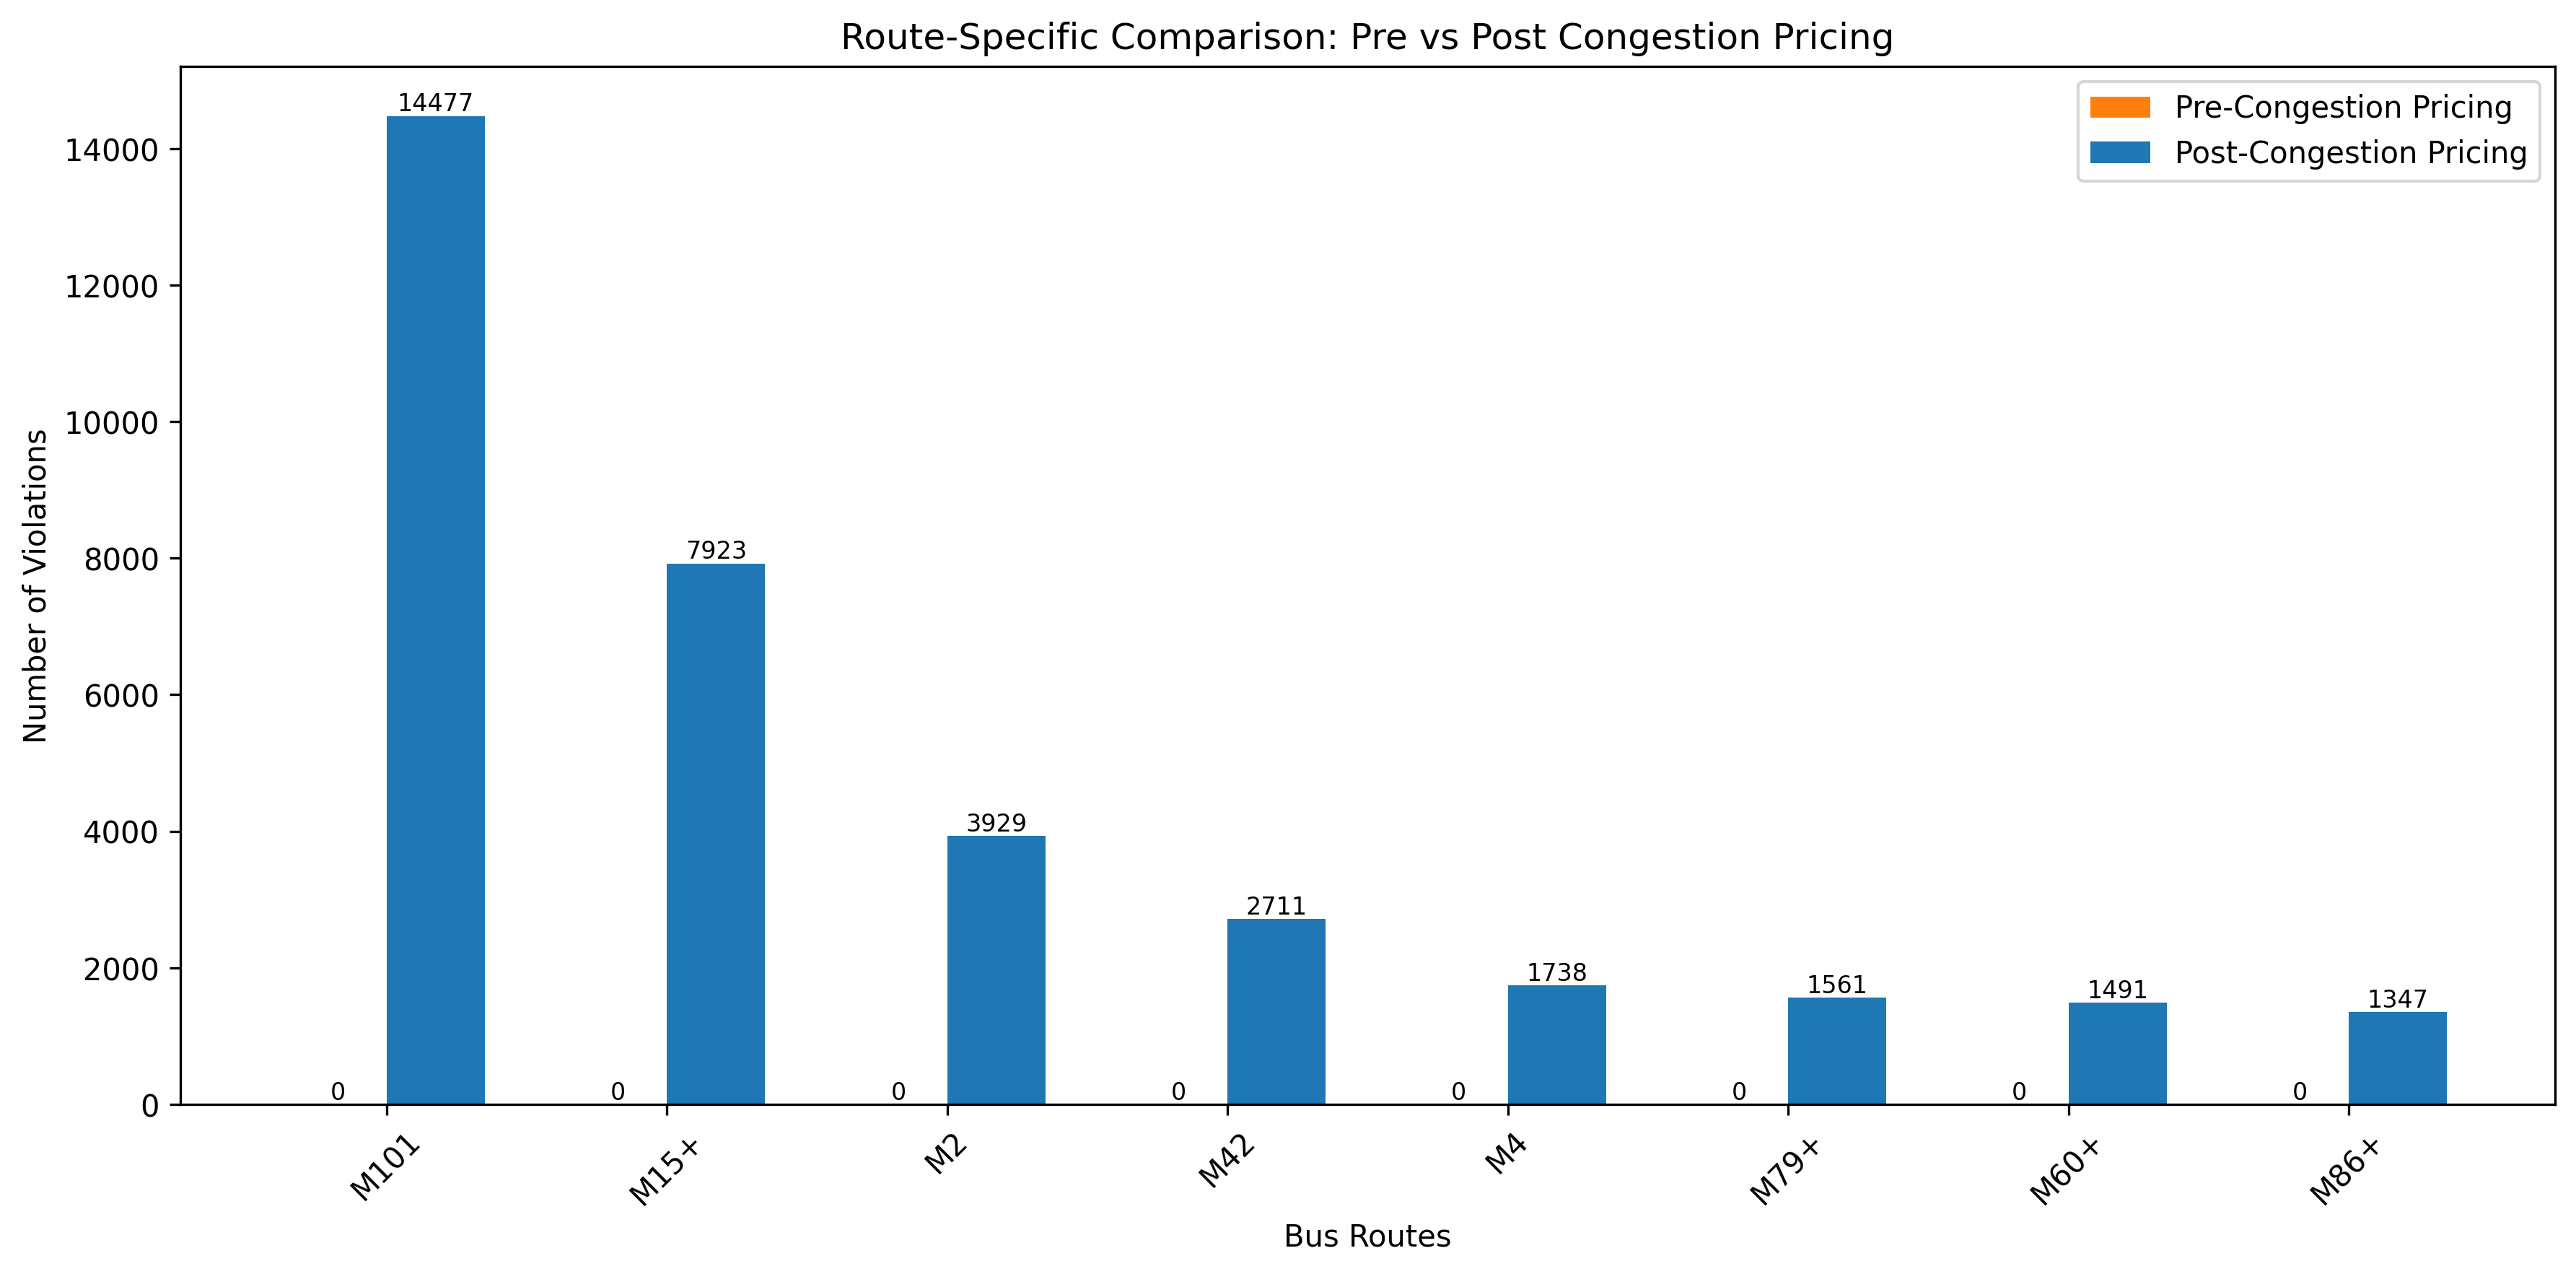 Route-Specific Comparison: Pre vs Post Congestion Pricing
Pre-Congestion Pricing
Post-Congestion Pricing
Number of Violations
14000
12000
10000
8000
6000
4000
2000
0
0
14477
0
7923
0
3929
0
2711
0
1738
0
1561
0
1491
0
1347
M101
M15+
M2
M42
M4
M79+
M60+
M86+
Bus Routes